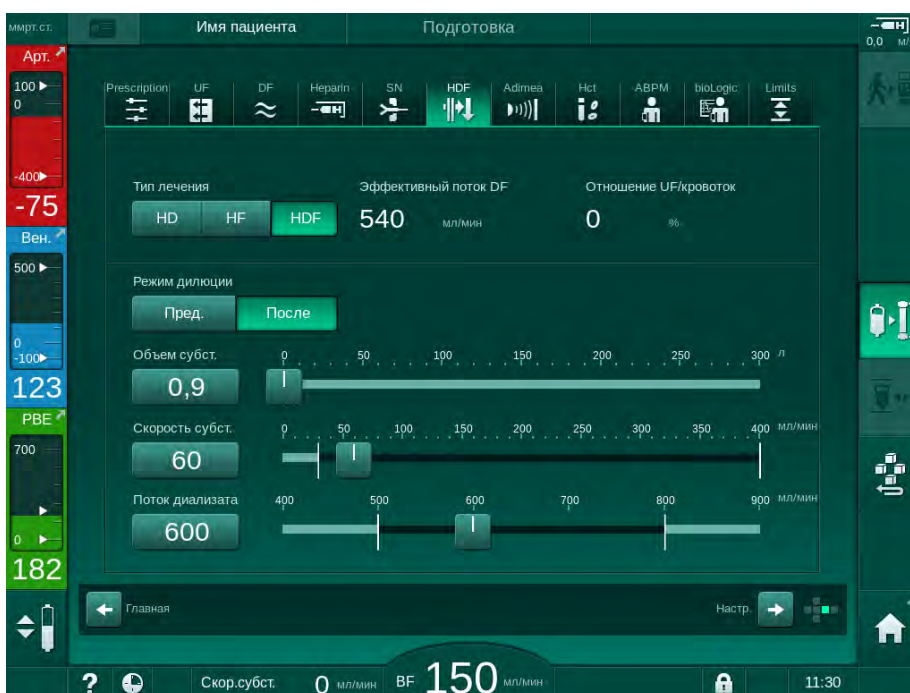 ммрт.ст. Имя пациента Подготовка
0,0 м/
Арт.
100
0
-400
-75
Вен.
500
0
-100
123
PBE
700
0
182
Prescription UF DF Heparin SN HDF Adimea Hct ABPM bioLogic Limits
Тип лечения Эффективный поток DF Отношение UF/кровоток
HD HF HDF 540 мл/мин 0 %
Режим дилюции
Пред. После
Объем субст. 0 50 100 150 200 250 300 л
0,9
Скорость субст. 0 50 100 150 200 250 300 350 400 мл/мин
60
Поток диализата 400 500 600 700 800 900 мл/мин
600
Главная Настр.
? Скор.субст. 0 мл/мин BF 150 мл/мин 11:30